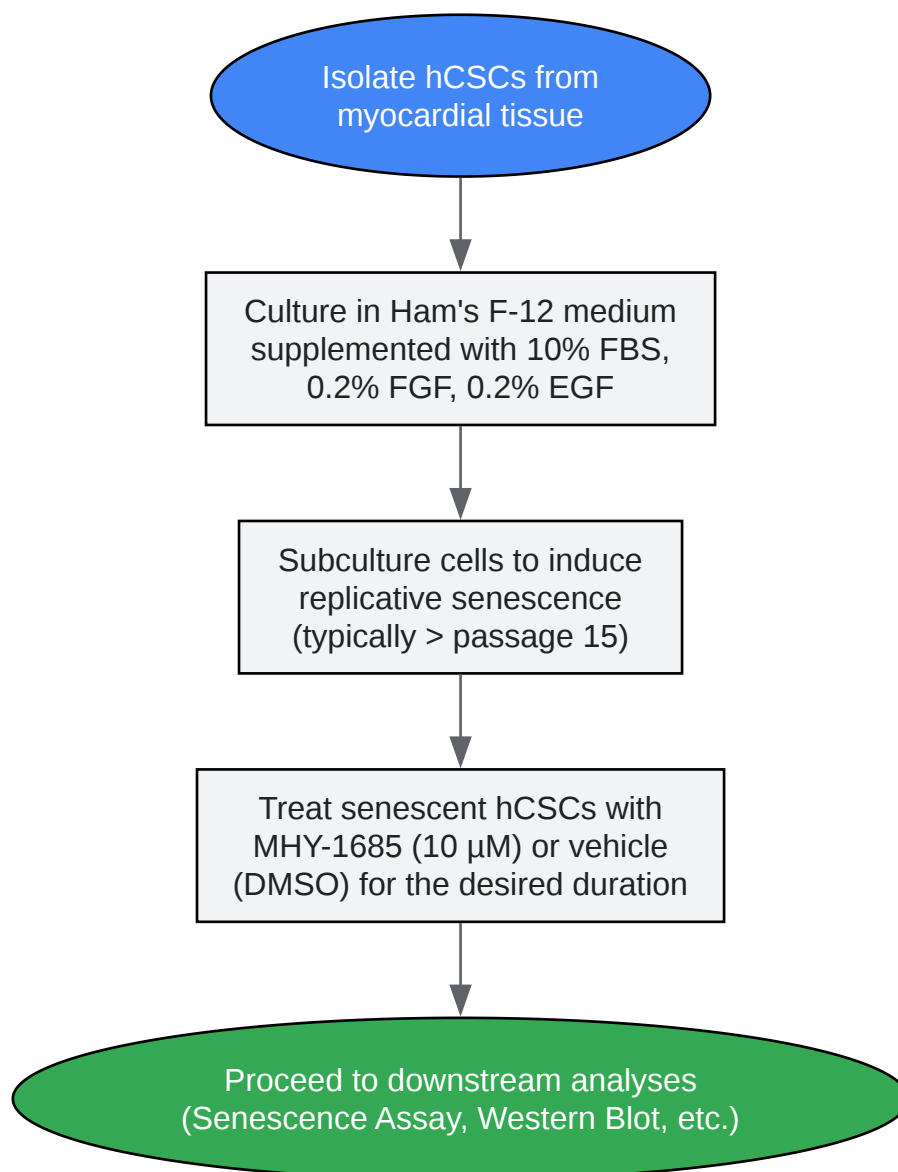 Isolate hCSCs from
myocardial tissue
Culture in Ham's F-12 medium
supplemented with 10% FBS,
0.2% FGF, 0.2% EGF
Subculture cells to induce
replicative senescence
(typically > passage 15)
Treat senescent hCSCs with
MHY-1685 (10 µM) or vehicle
(DMSO) for the desired duration
Proceed to downstream analyses
(Senescence Assay, Western Blot, etc.)